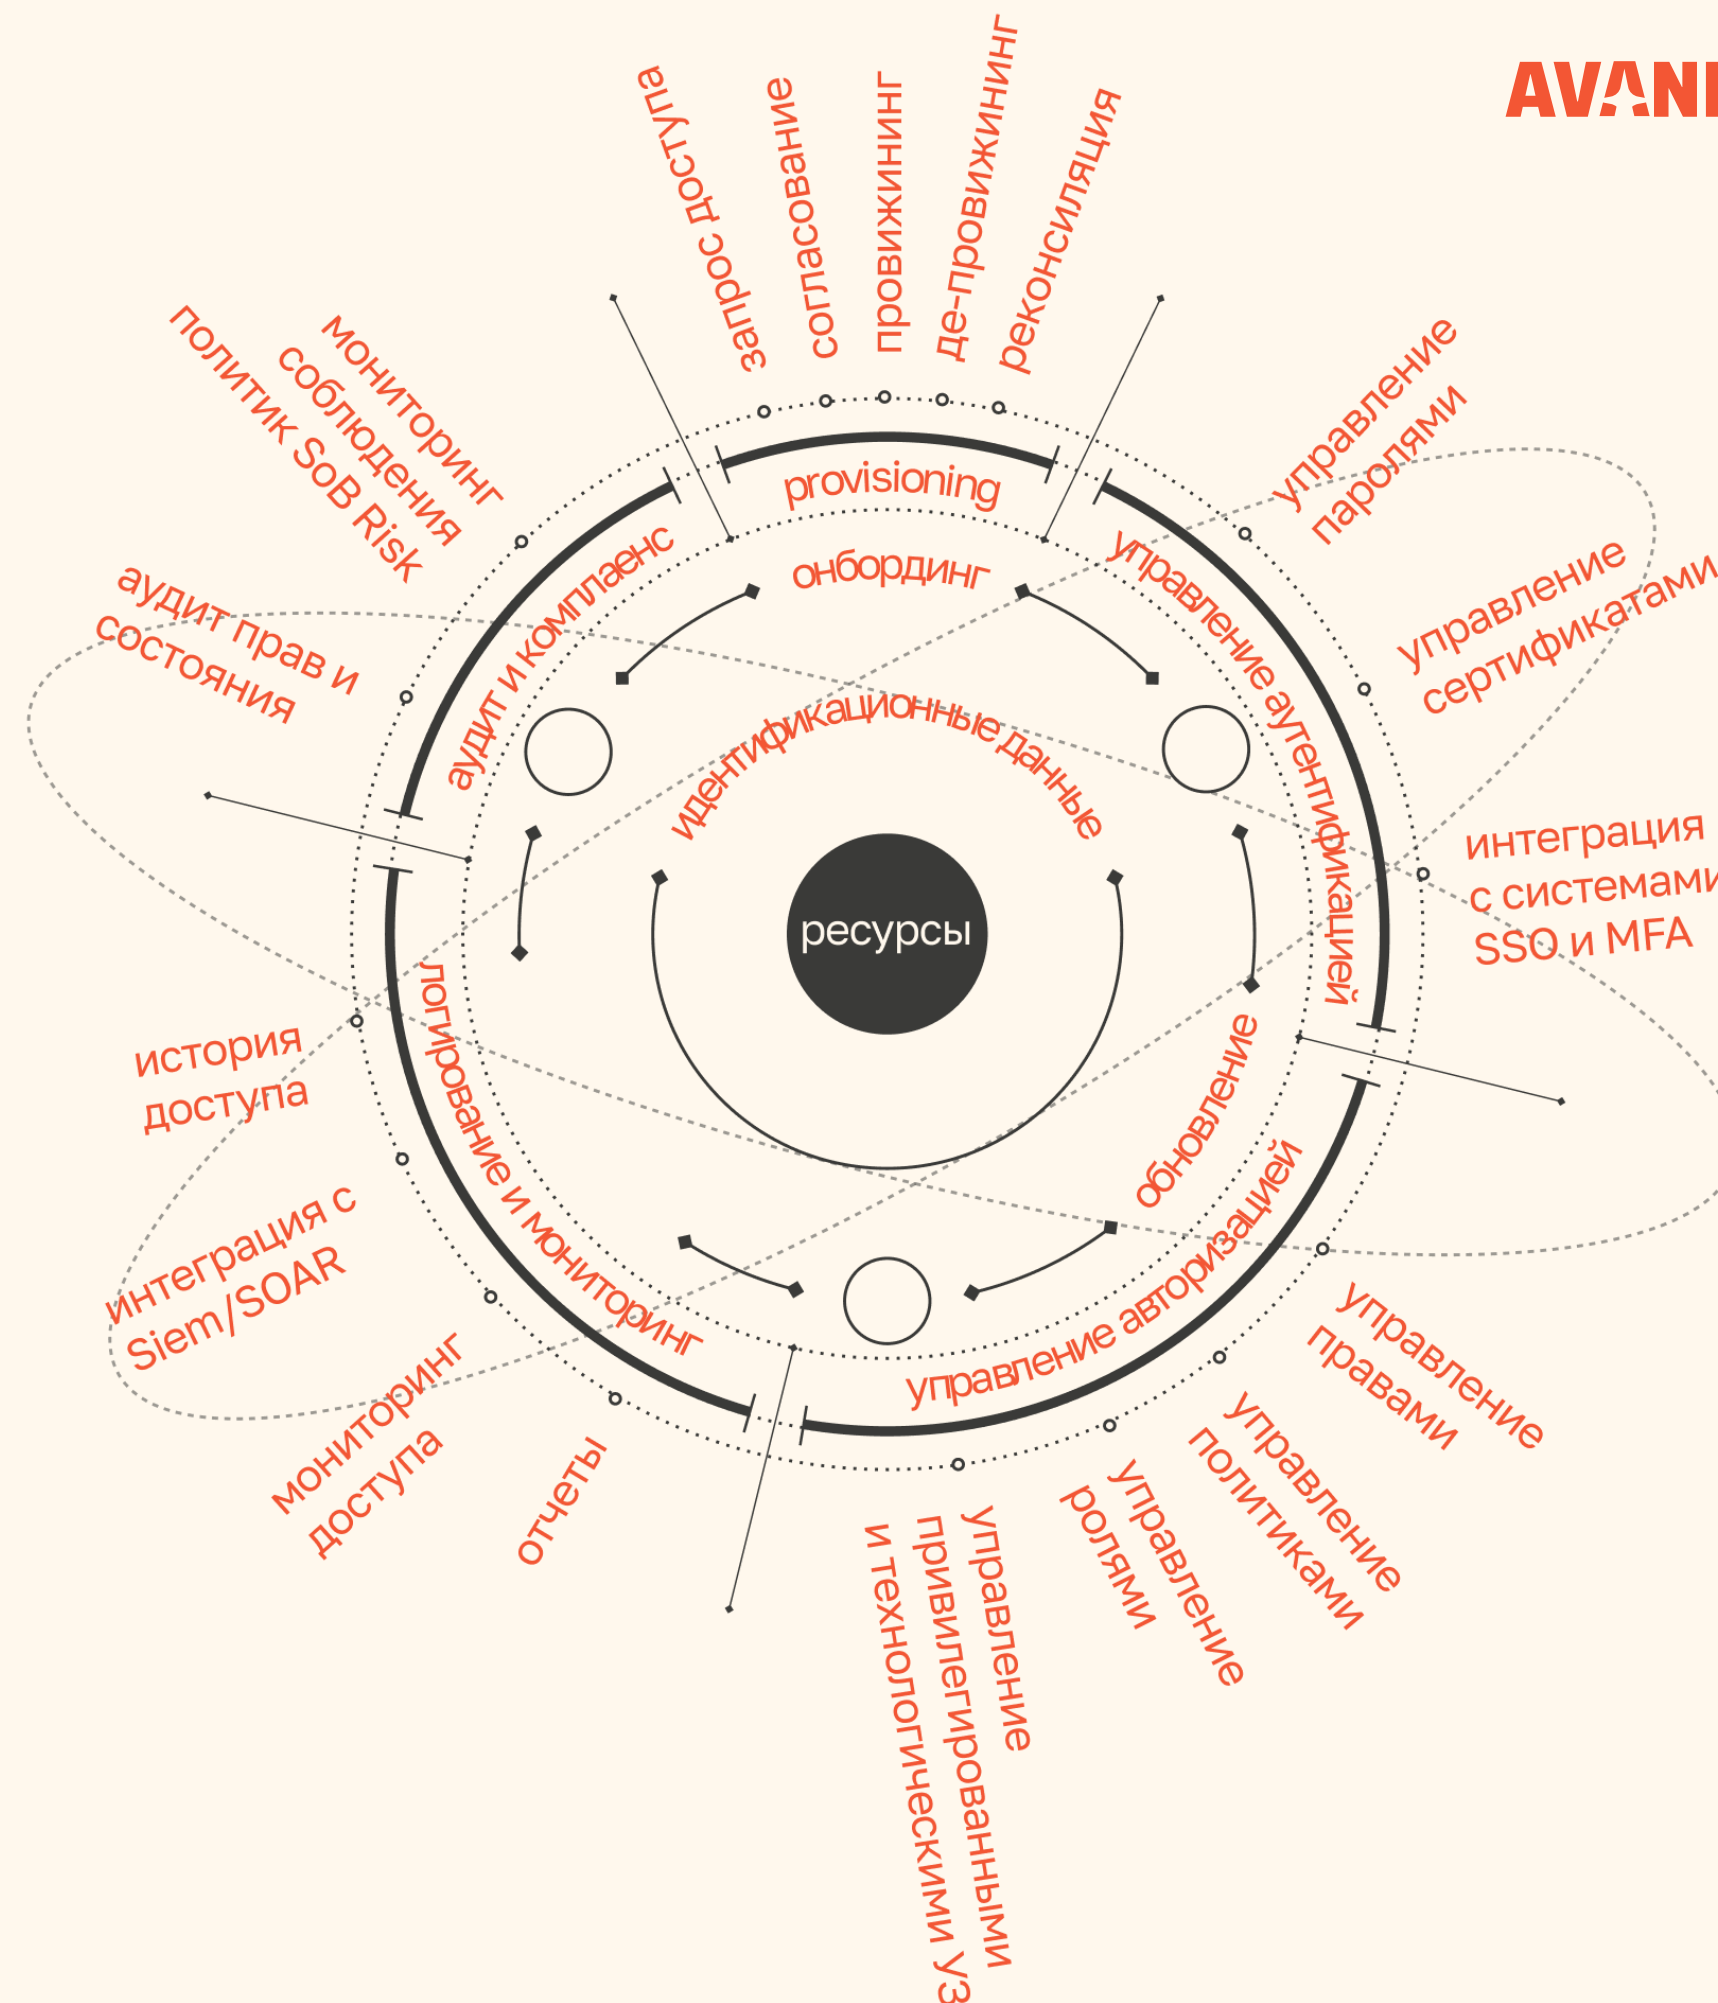 AVAN
запрос доступа
согласование
провижининг
де-провижининг
реконсиляция
управление
паролями
управление
сертификатами
интеграция
с системами
SSO и MFA
управление
правами
управление
политиками
управление
ролями
управление
привилегированными
и технологическими УЗ
отчеты
мониторинг
доступа
интеграция с
Siem/SOAR
история
доступа
аудит прав и
состояния
мониторинг
соблюдения
политик SoB Risk
provisioning
управление аутентификацией
управление авторизацией
логирование и мониторинг
аудит и комплаенс
онбординг
обновление
идентификационные данные
ресурсы